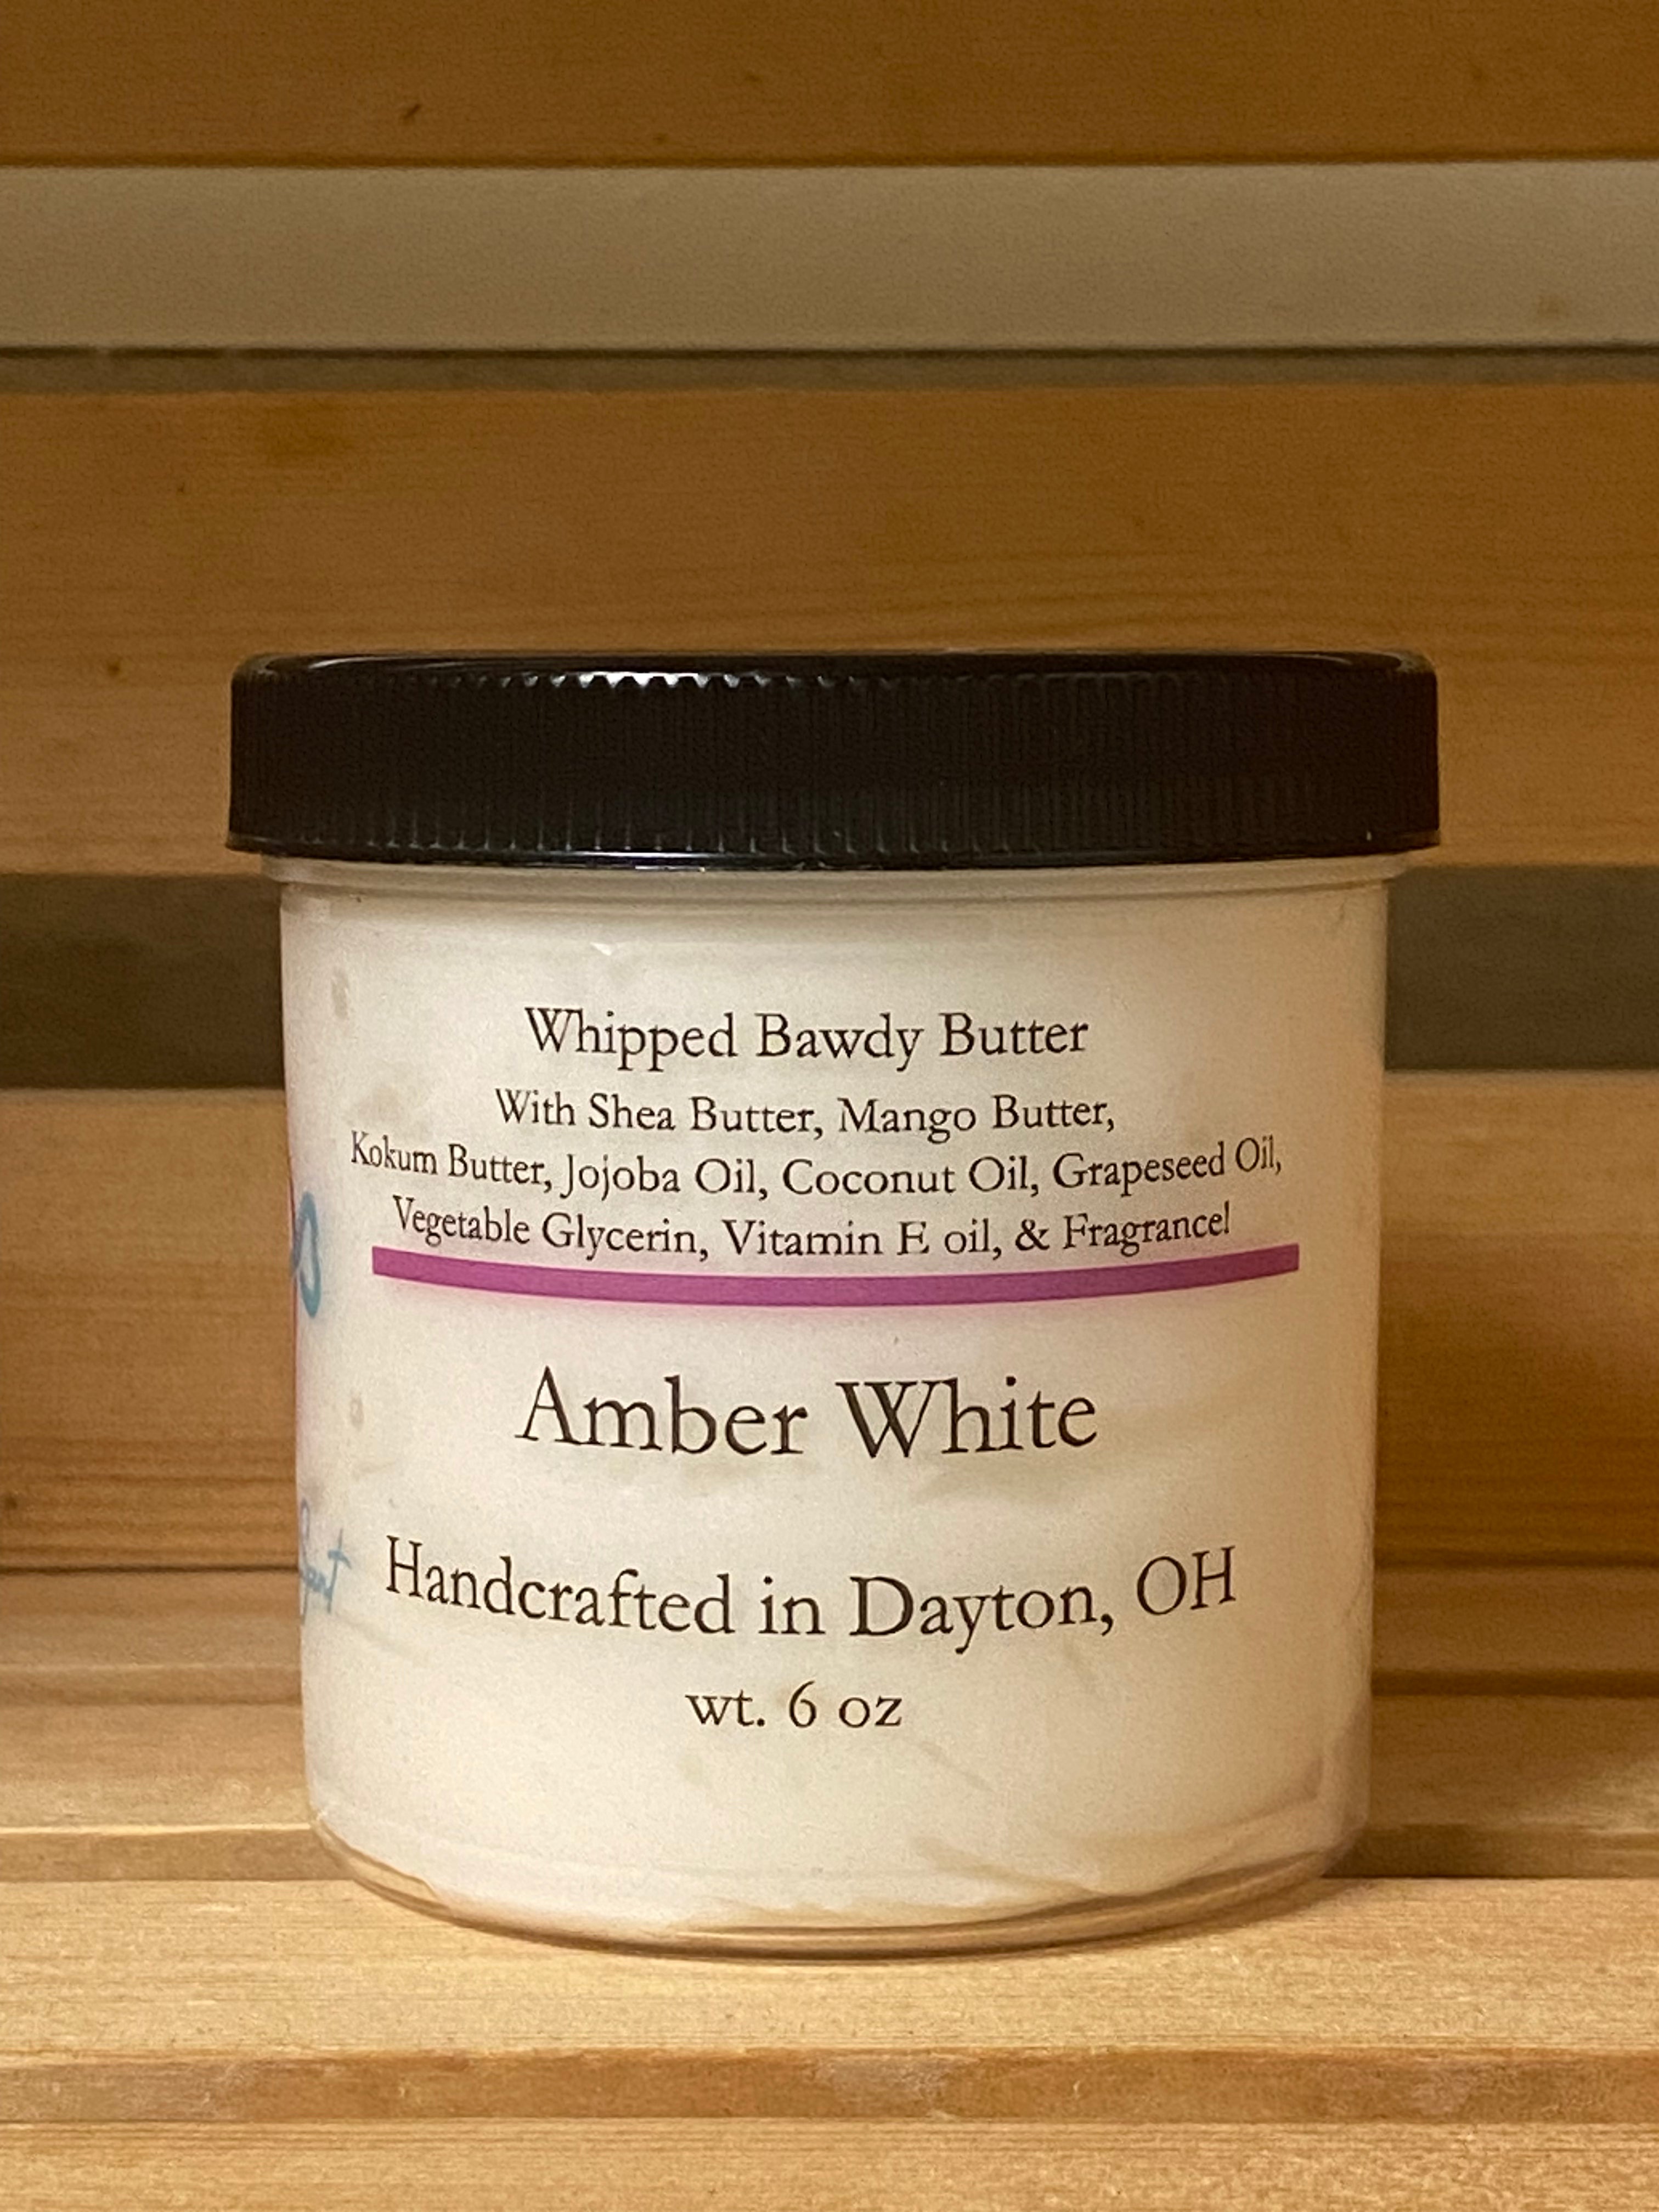 Whipped Bawdy Butter
With Shea Butter, Mango Butter,
Kokum Butter, Jojoba Oil, Coconut Oil, Grapeseed Oil,
Vegetable Glycerin, Vitamin E oil, & Fragrance!
Amber White
Handcrafted in Dayton, OH
wt. 6 oz